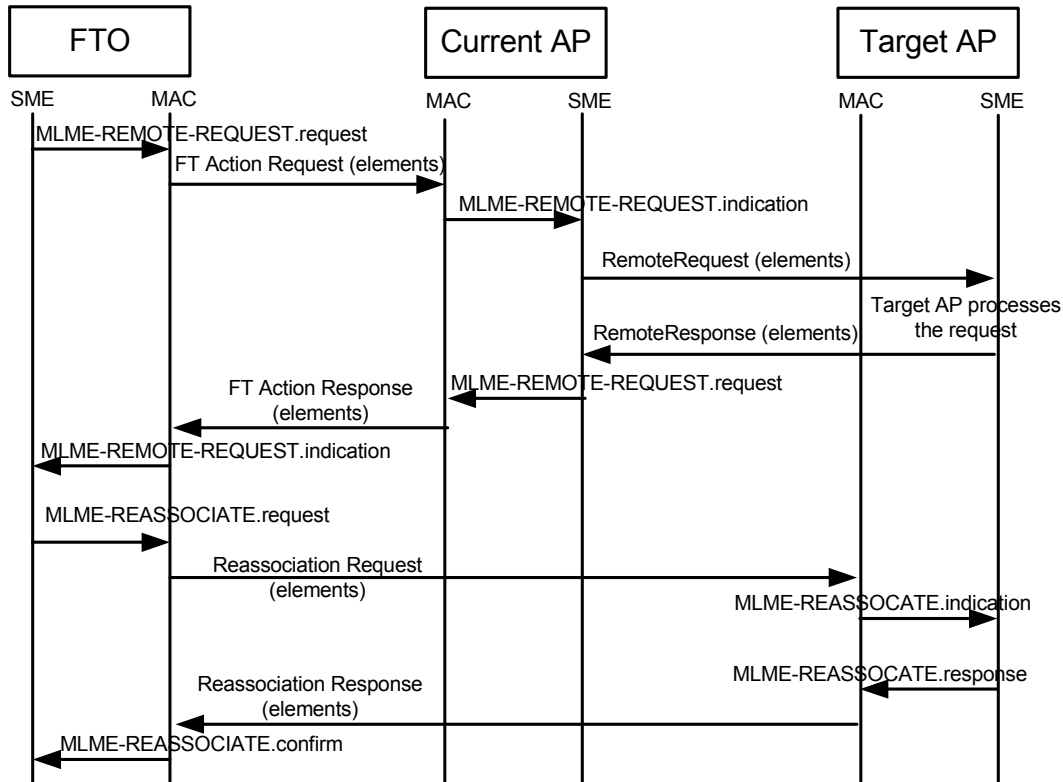 FTO
Current AP
Target AP
SME
MAC
MAC
SME
MAC
SME
MLME-REMOTE-REQUEST.request
FT Action Request (elements)
MLME-REMOTE-REQUEST.indication
RemoteRequest (elements)
Target AP processes
the request
RemoteResponse (elements)
MLME-REMOTE-REQUEST.request
FT Action Response
(elements)
MLME-REMOTE-REQUEST.indication
MLME-REASSOCIATE.request
Reassociation Request
(elements)
MLME-REASSOCATE.indication
MLME-REASSOCATE.response
Reassociation Response
(elements)
MLME-REASSOCIATE.confirm